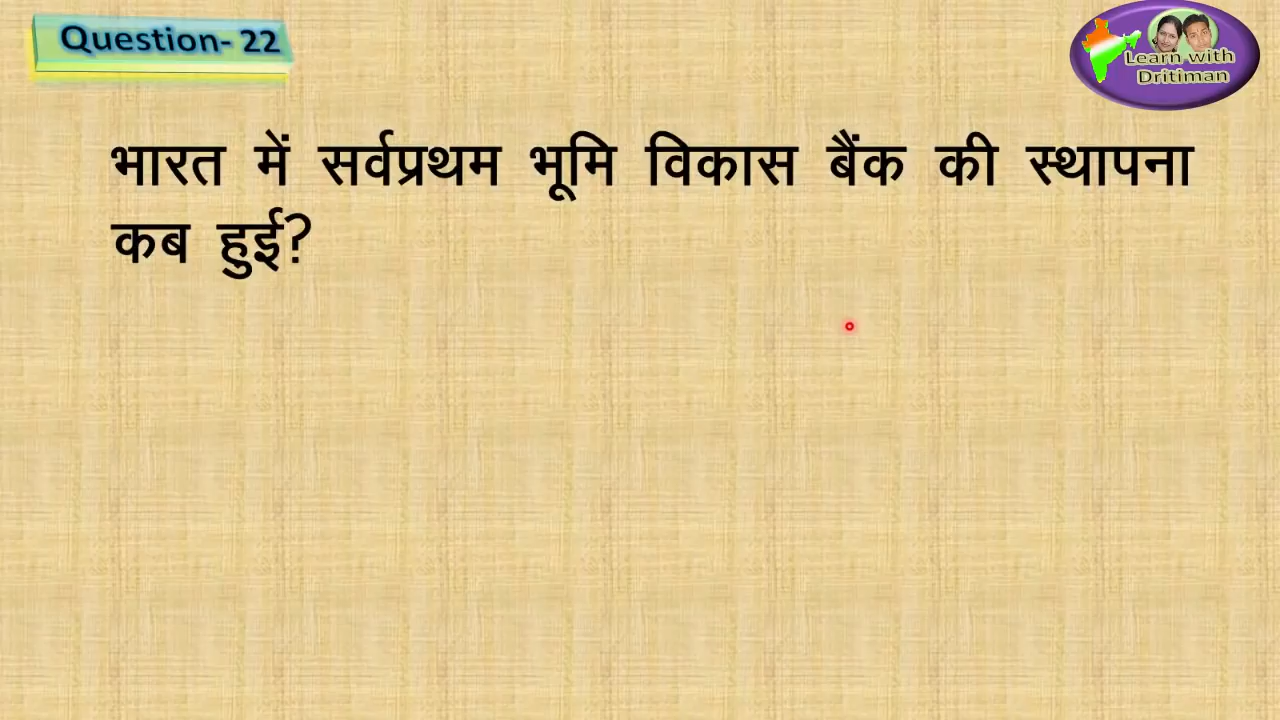 Question- 22
Learn with
Dritiman
भारत में सर्वप्रथम भूमि विकास बैंक की स्थापना
कब हुई?